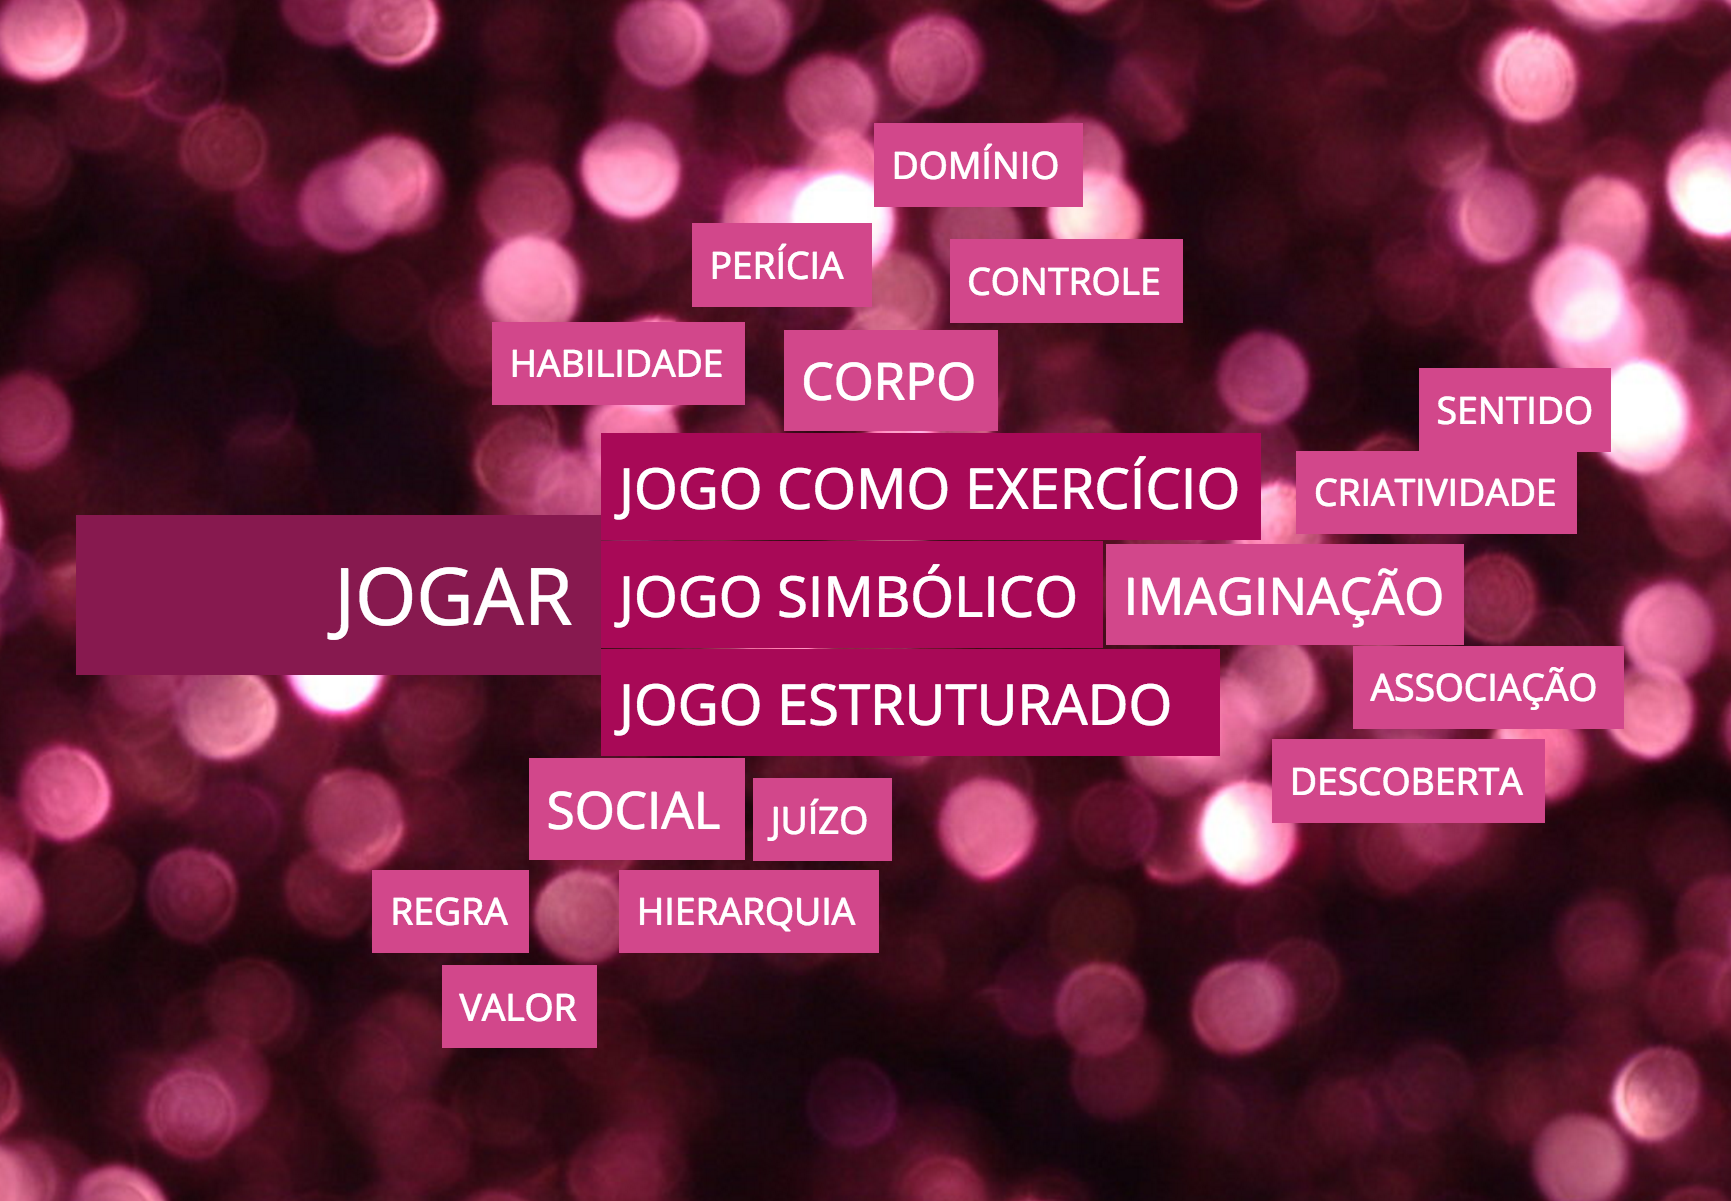 DOMÍNIO
PERÍCIA
CONTROLE
HABILIDADE
CORPO
SENTIDO
JOGO COMO EXERCÍCIO
CRIATIVIDADE
JOGAR
JOGO SIMBÓLICO
IMAGINAÇÃO
JOGO ESTRUTURADO
ASSOCIAÇÃO
DESCOBERTA
SOCIAL
JUÍZO
REGRA
HIERARQUIA
VALOR